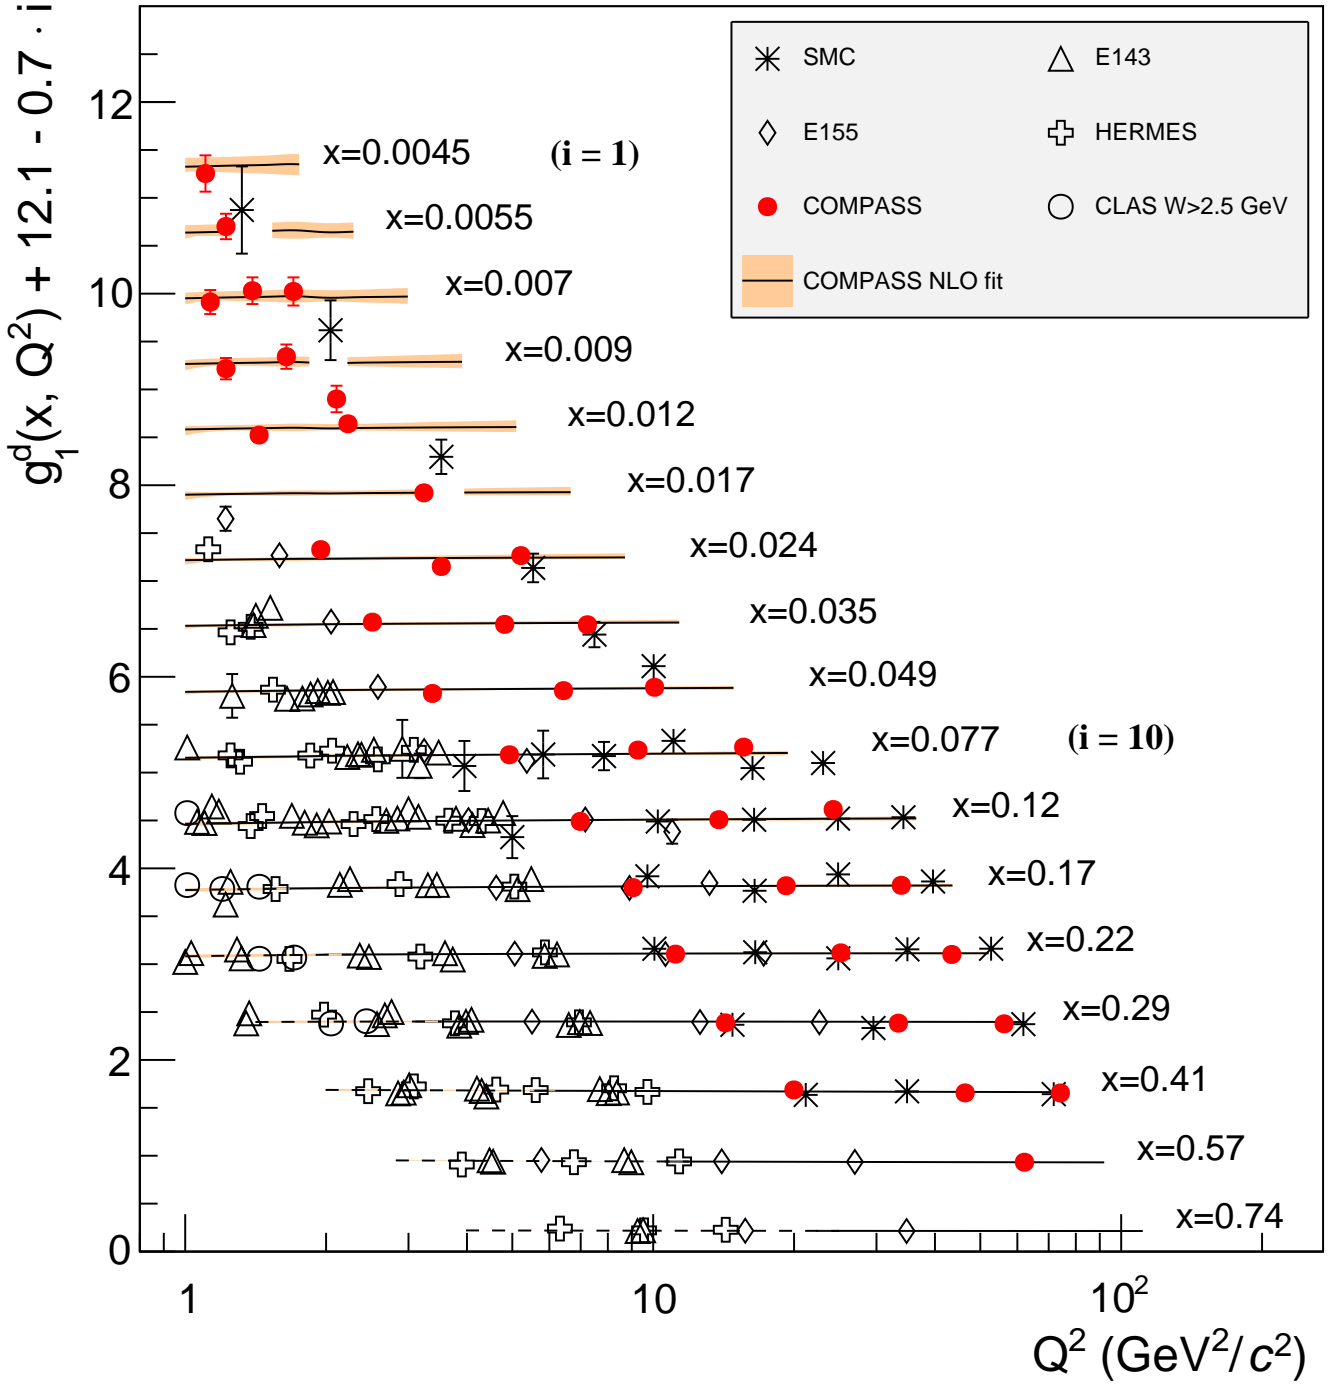 g₁ᵈ(x, Q²) + 12.1 - 0.7 · i
SMC
E143
E155
HERMES
COMPASS
CLAS W>2.5 GeV
COMPASS NLO fit
12
10
8
6
4
2
0
x=0.0045 (i = 1)
x=0.0055
x=0.007
x=0.009
x=0.012
x=0.017
x=0.024
x=0.035
x=0.049
x=0.077 (i = 10)
x=0.12
x=0.17
x=0.22
x=0.29
x=0.41
x=0.57
x=0.74
1 10 10²
Q² (GeV²/c²)